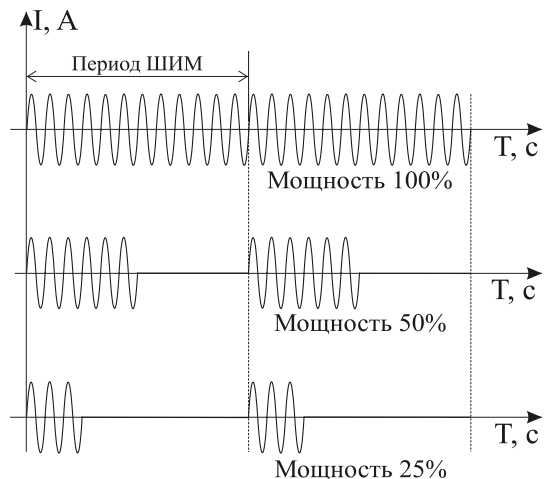 I, А
Период ШИМ
Т, с
Мощность 100%
Т, с
Мощность 50%
Т, с
Мощность 25%